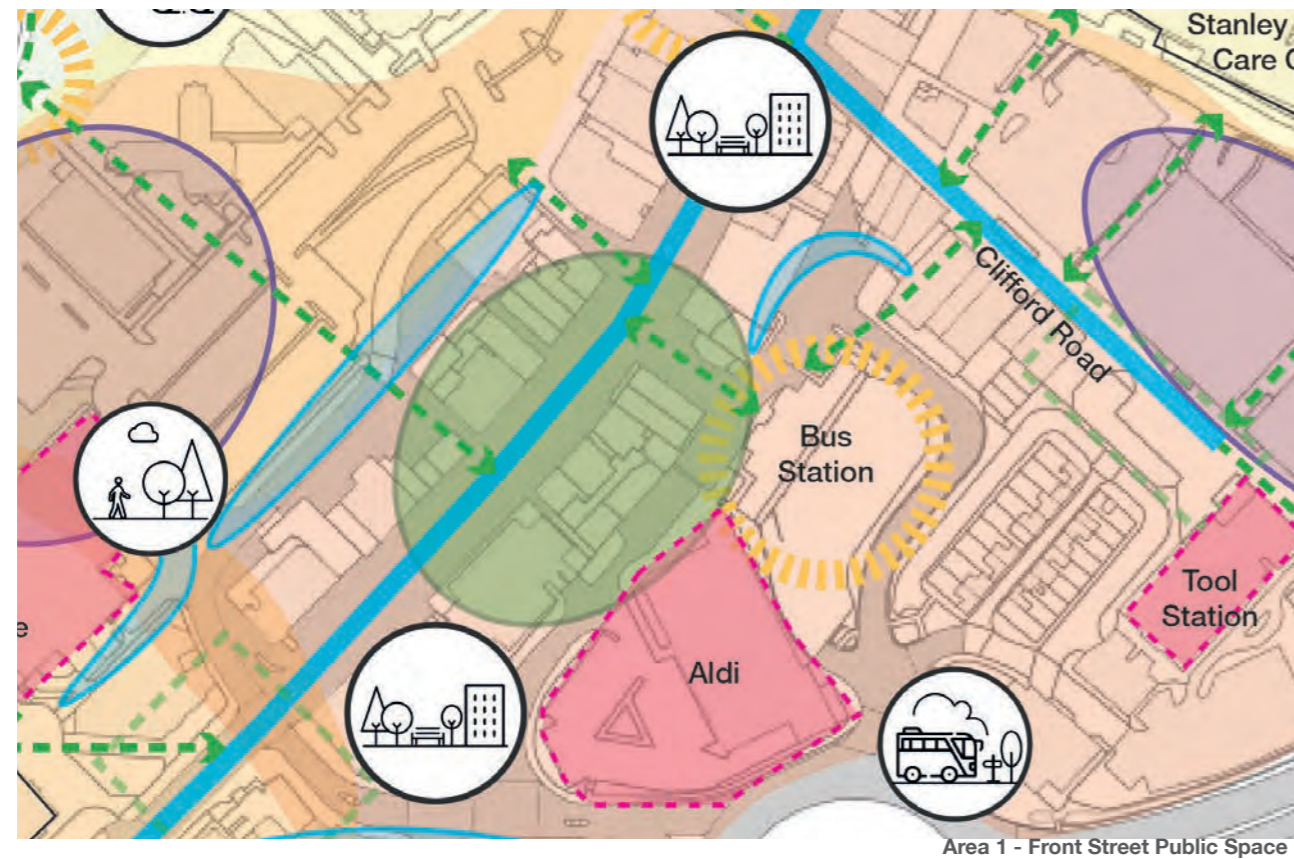 Stanley
Care
Clifford Road
Bus
Station
Tool
Station
Aldi
e
Area 1 - Front Street Public Space